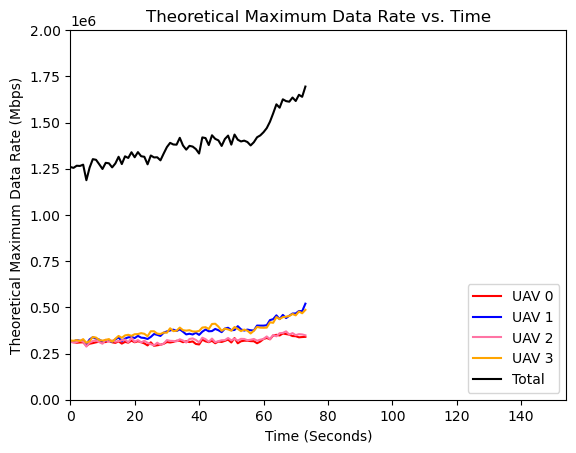 Theoretical Maximum Data Rate vs. Time
1e6
2.00
1.75
1.50
1.25
1.00
0.75
0.50
0.25
0.00
Theoretical Maximum Data Rate (Mbps)
UAV 0
UAV 1
UAV 2
UAV 3
Total
0 20 40 60 80 100 120 140
Time (Seconds)